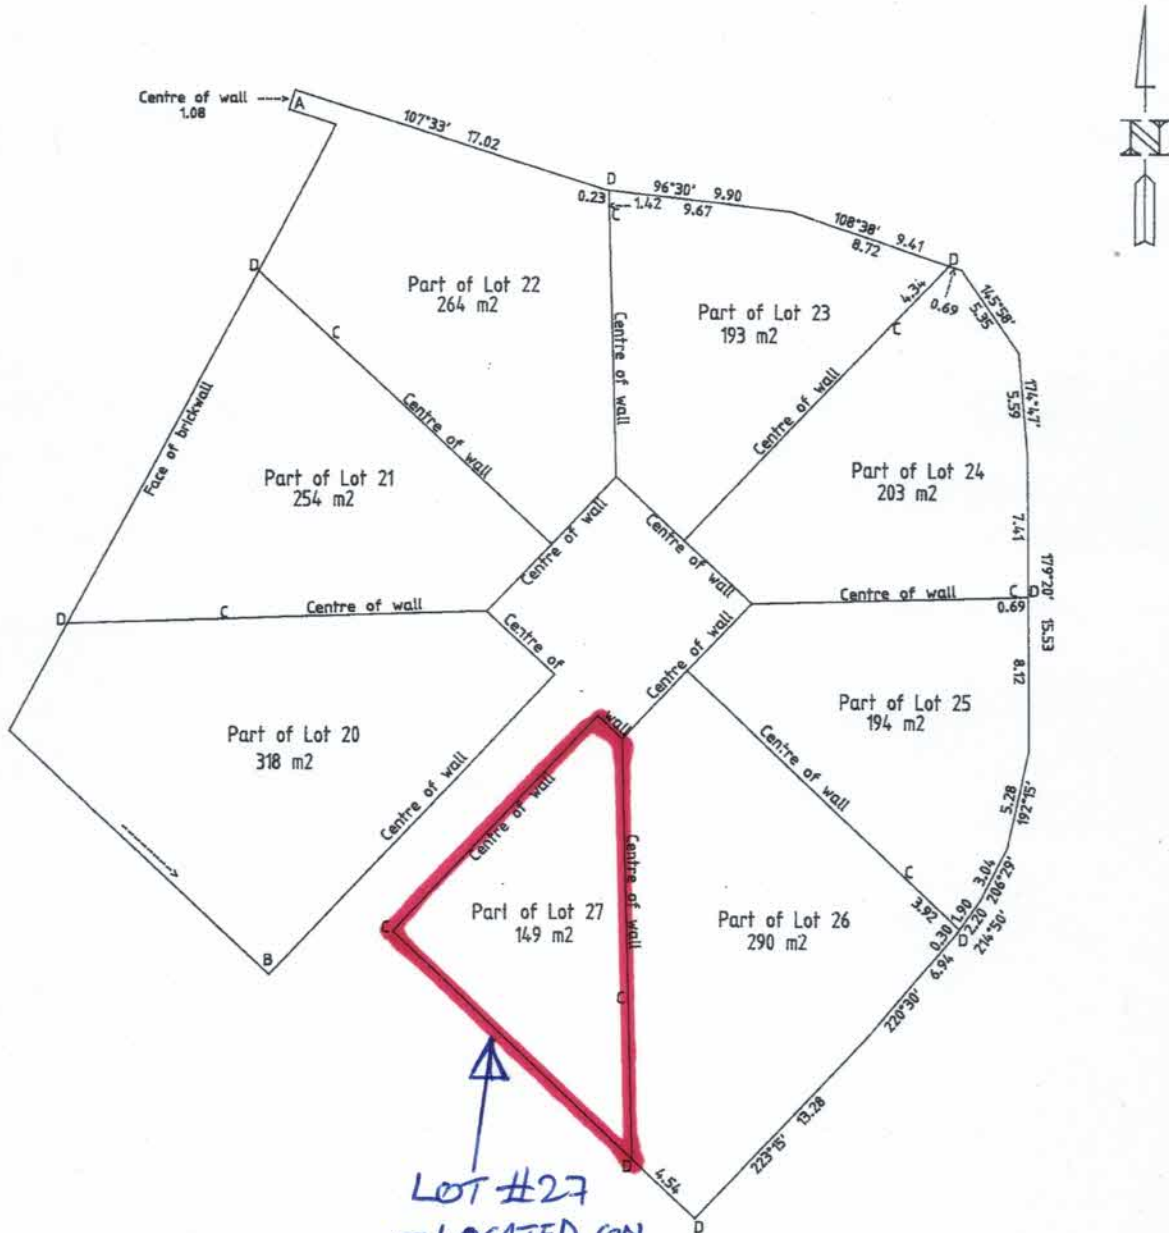 Centre of wall
1.08
A
107°33' 17.02
D
0.23
1.42
C
96°30' 9.90
9.67
108°38' 9.41
8.72
D
0.69
4.34
C
145°58'
5.35
174°47'
5.59
7.41
179°20' 15.53
N
Part of Lot 22
264 m2
Centre of wall
Part of Lot 23
193 m2
Centre of wall
D
C
Centre of wall
Face of brickwall
Part of Lot 21
254 m2
Part of Lot 24
203 m2
Centre of wall
Centre of wall
Centre of wall
C D
0.69
D
C
Centre of wall
Centre of
wall
Centre of wall
8.12
Part of Lot 20
318 m2
Centre of wall
B
Part of Lot 25
194 m2
Centre of wall
C
3.92
5.28
192°15'
3.04
206°29'
1.90
2.20
214°50'
0.30
D
6.94
220°30'
Centre of wall
C
Part of Lot 27
149 m2
Centre of wall
C
D
Part of Lot 26
290 m2
13.28
223°15'
4.54
D
LOT #27